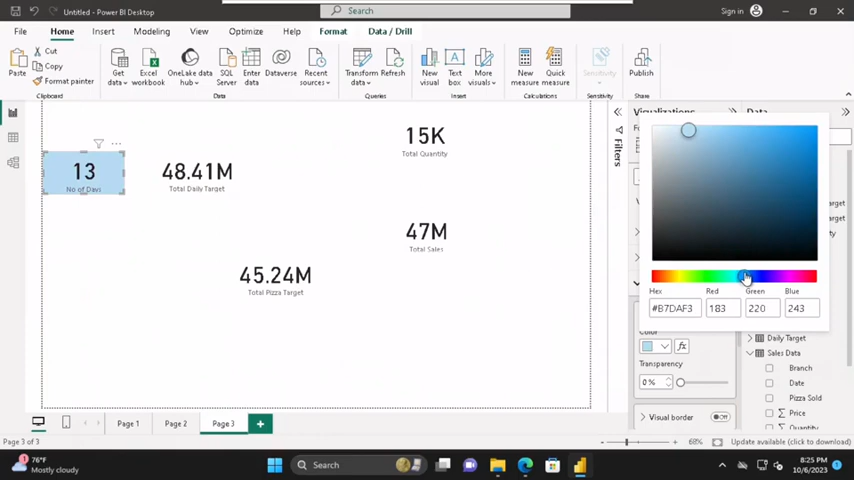 Untitled - Power BI Desktop
Search
Sign in
File
Home
Insert
Modeling
View
Optimize
Help
Format
Data / Drill
Paste
Cut
Copy
Format painter
Clipboard
Get data
Excel workbook
OneLake data hub
SQL Server
Enter data
Dataverse
Recent sources
Data
Transform data
Refresh
Queries
New visual
Text box
More visuals
Insert
New measure
Quick measure
Calculations
Sensitivity
Sensitivity
Publish
Share
13
No of Days
48.41M
Total Daily Target
15K
Total Quantity
47M
Total Sales
45.24M
Total Pizza Target
Filters
Visualizations
Data
Hex
Red
Green
Blue
#B7DAF3
183
220
243
Color
fx
Transparency
0 %
Visual border
Off
Daily Target
Sales Data
Branch
Date
Pizza Sold
Price
Quantity
Page 1
Page 2
Page 3
Page 3 of 3
68%
Update available (click to download)
76°F
Mostly cloudy
Search
8:25 PM
10/6/2023